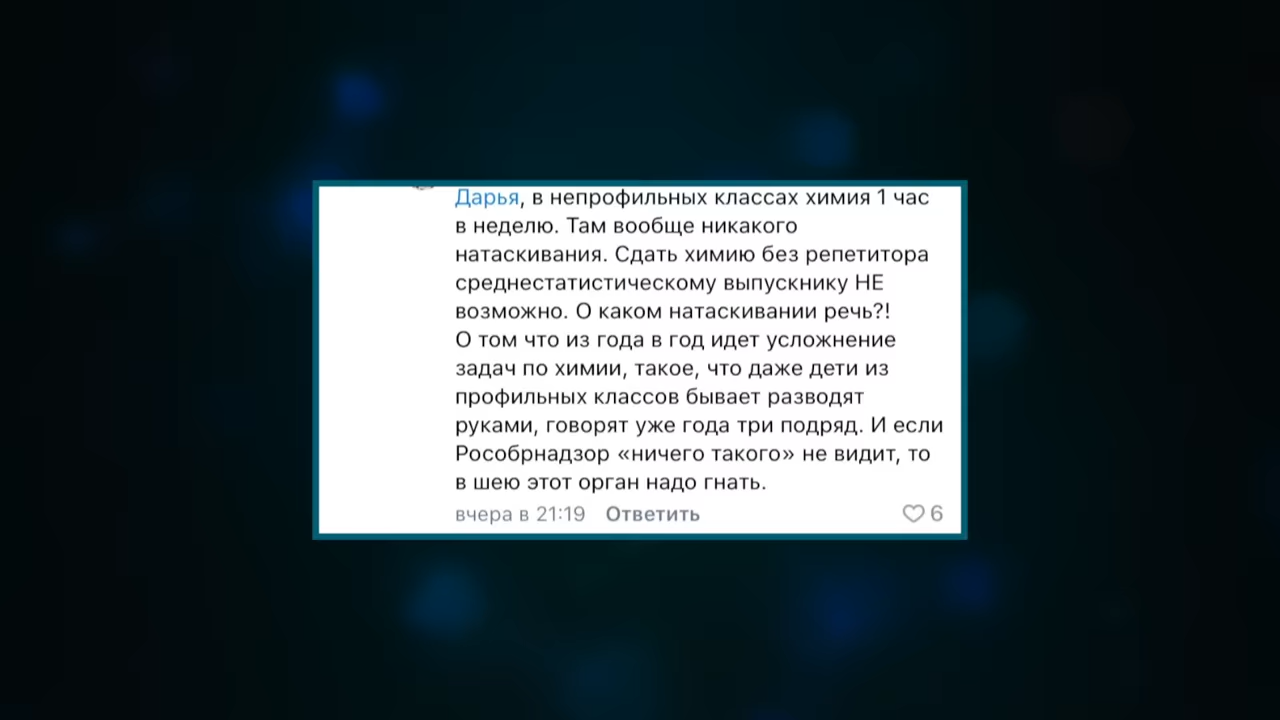 Дарья, в непрофильных классах химия 1 час
в неделю. Там вообще никакого
натаскивания. Сдать химию без репетитора
среднестатистическому выпускнику НЕ
возможно. О каком натаскивании речь?!
О том что из года в год идет усложнение
задач по химии, такое, что даже дети из
профильных классов бывает разводят
руками, говорят уже года три подряд. И если
Рособрнадзор «ничего такого» не видит, то
в шею этот орган надо гнать.
вчера в 21:19 Ответить 6